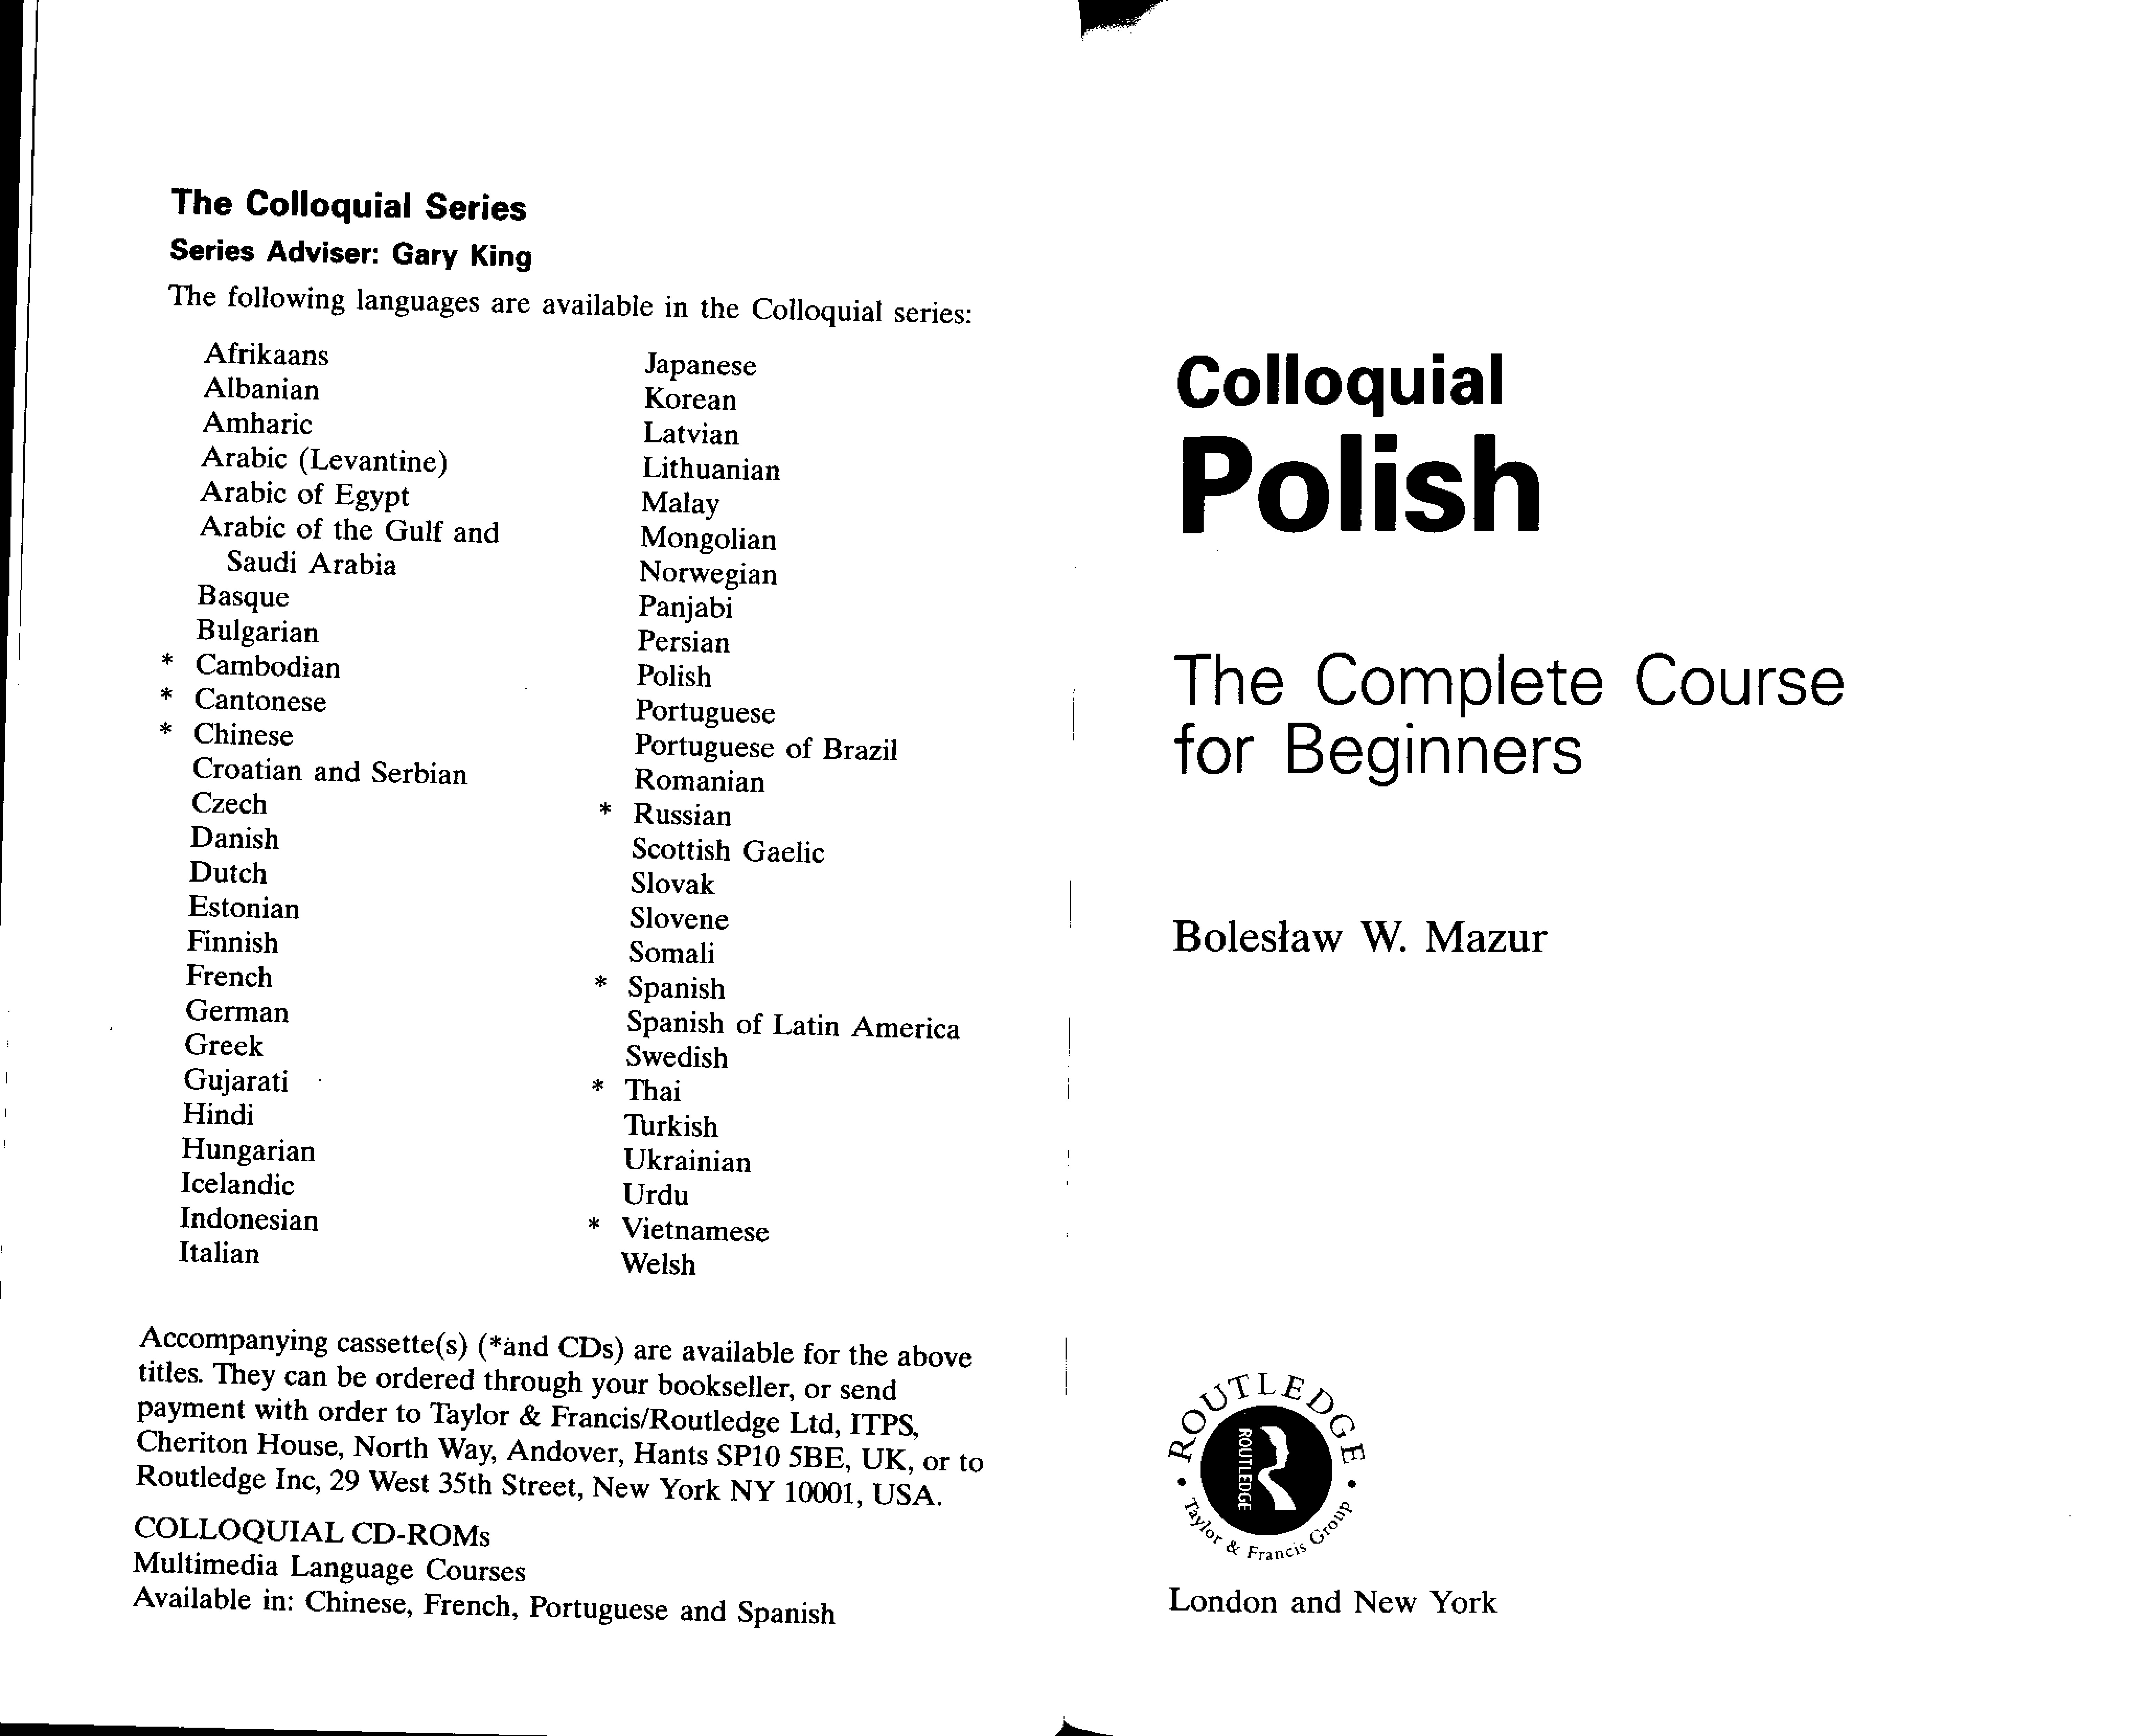 The Colloquial Series
Series Adviser: Gary King
The following languages are available in the Colloquial series:
Afrikaans
Albanian
Amharic
Arabic (Levantine)
Arabic of Egypt
Arabic of the Gulf and
Saudi Arabia
Basque
Bulgarian
* Cambodian
* Cantonese
* Chinese
Croatian and Serbian
Czech
Danish
Dutch
Estonian
Finnish
French
German
Greek
Gujarati
Hindi
Hungarian
Icelandic
Indonesian
Italian
Japanese
Korean
Latvian
Lithuanian
Malay
Mongolian
Norwegian
Panjabi
Persian
Polish
Portuguese
Portuguese of Brazil
Romanian
* Russian
Scottish Gaelic
Slovak
Slovene
Somali
* Spanish
Spanish of Latin America
Swedish
* Thai
Turkish
Ukrainian
Urdu
* Vietnamese
Welsh
Accompanying cassette(s) (*and CDs) are available for the above
titles. They can be ordered through your bookseller, or send
payment with order to Taylor & Francis/Routledge Ltd, ITPS,
Cheriton House, North Way, Andover, Hants SP10 5BE, UK, or to
Routledge Inc, 29 West 35th Street, New York NY 10001, USA.
COLLOQUIAL CD-ROMs
Multimedia Language Courses
Available in: Chinese, French, Portuguese and Spanish
Colloquial
Polish
The Complete Course
for Beginners
Bolesław W. Mazur
ROUTLEDGE
ROUTLEDGE
Taylor & Francis Group
London and New York